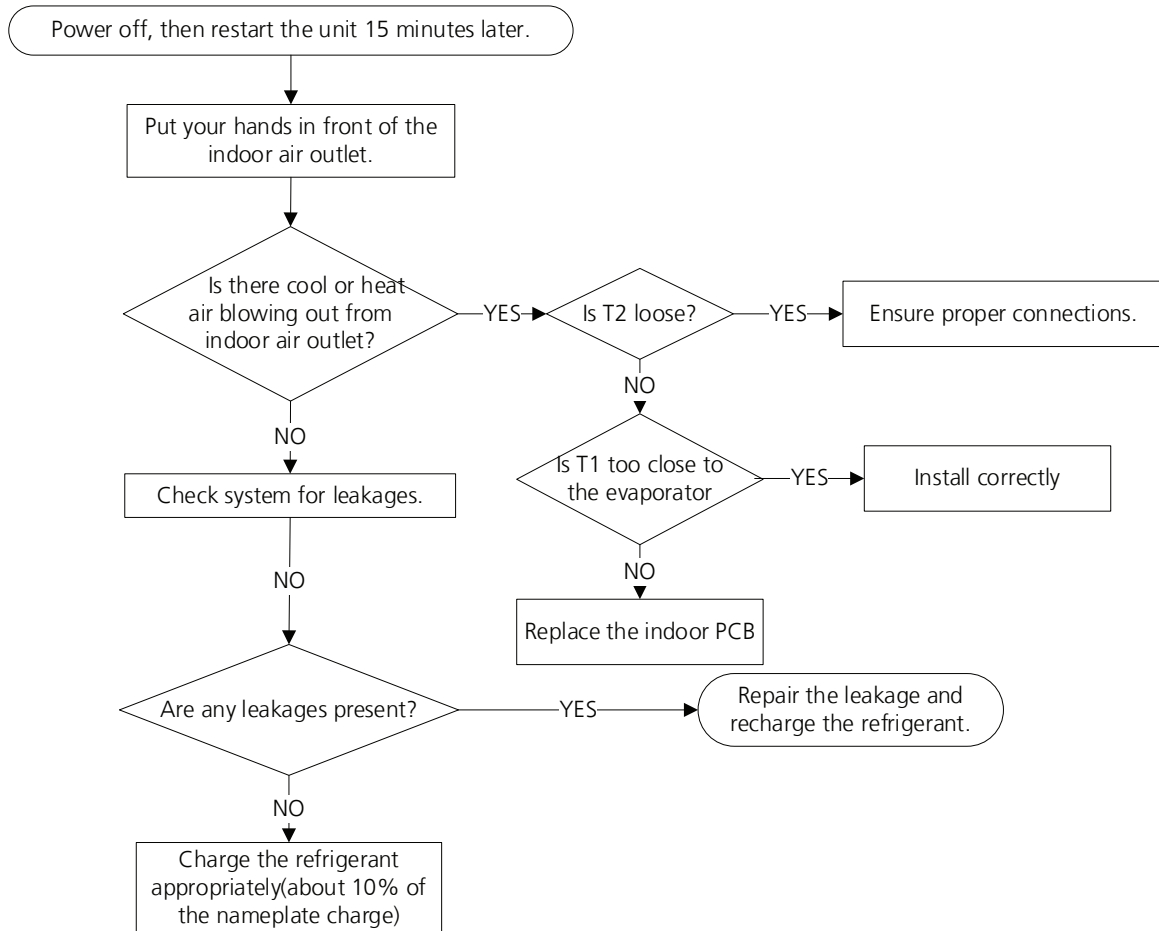 Power off, then restart the unit 15 minutes later.
Put your hands in front of the
indoor air outlet.
Is there cool or heat
air blowing out from
indoor air outlet?
YES
Is T2 loose?
YES
Ensure proper connections.
NO
NO
Is T1 too close to
the evaporator
YES
Install correctly
Check system for leakages.
NO
NO
Replace the indoor PCB
Are any leakages present?
YES
Repair the leakage and
recharge the refrigerant.
NO
Charge the refrigerant
appropriately(about 10% of
the nameplate charge)